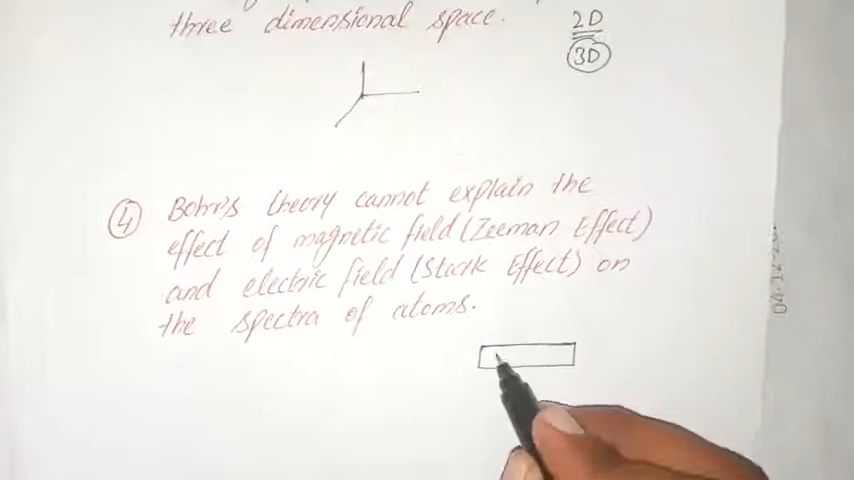 three dimensional space.
2D
3D
④ Bohr's theory cannot explain the
effect of magnetic field (Zeeman Effect)
and electric field (Stark Effect) on
the spectra of atoms.